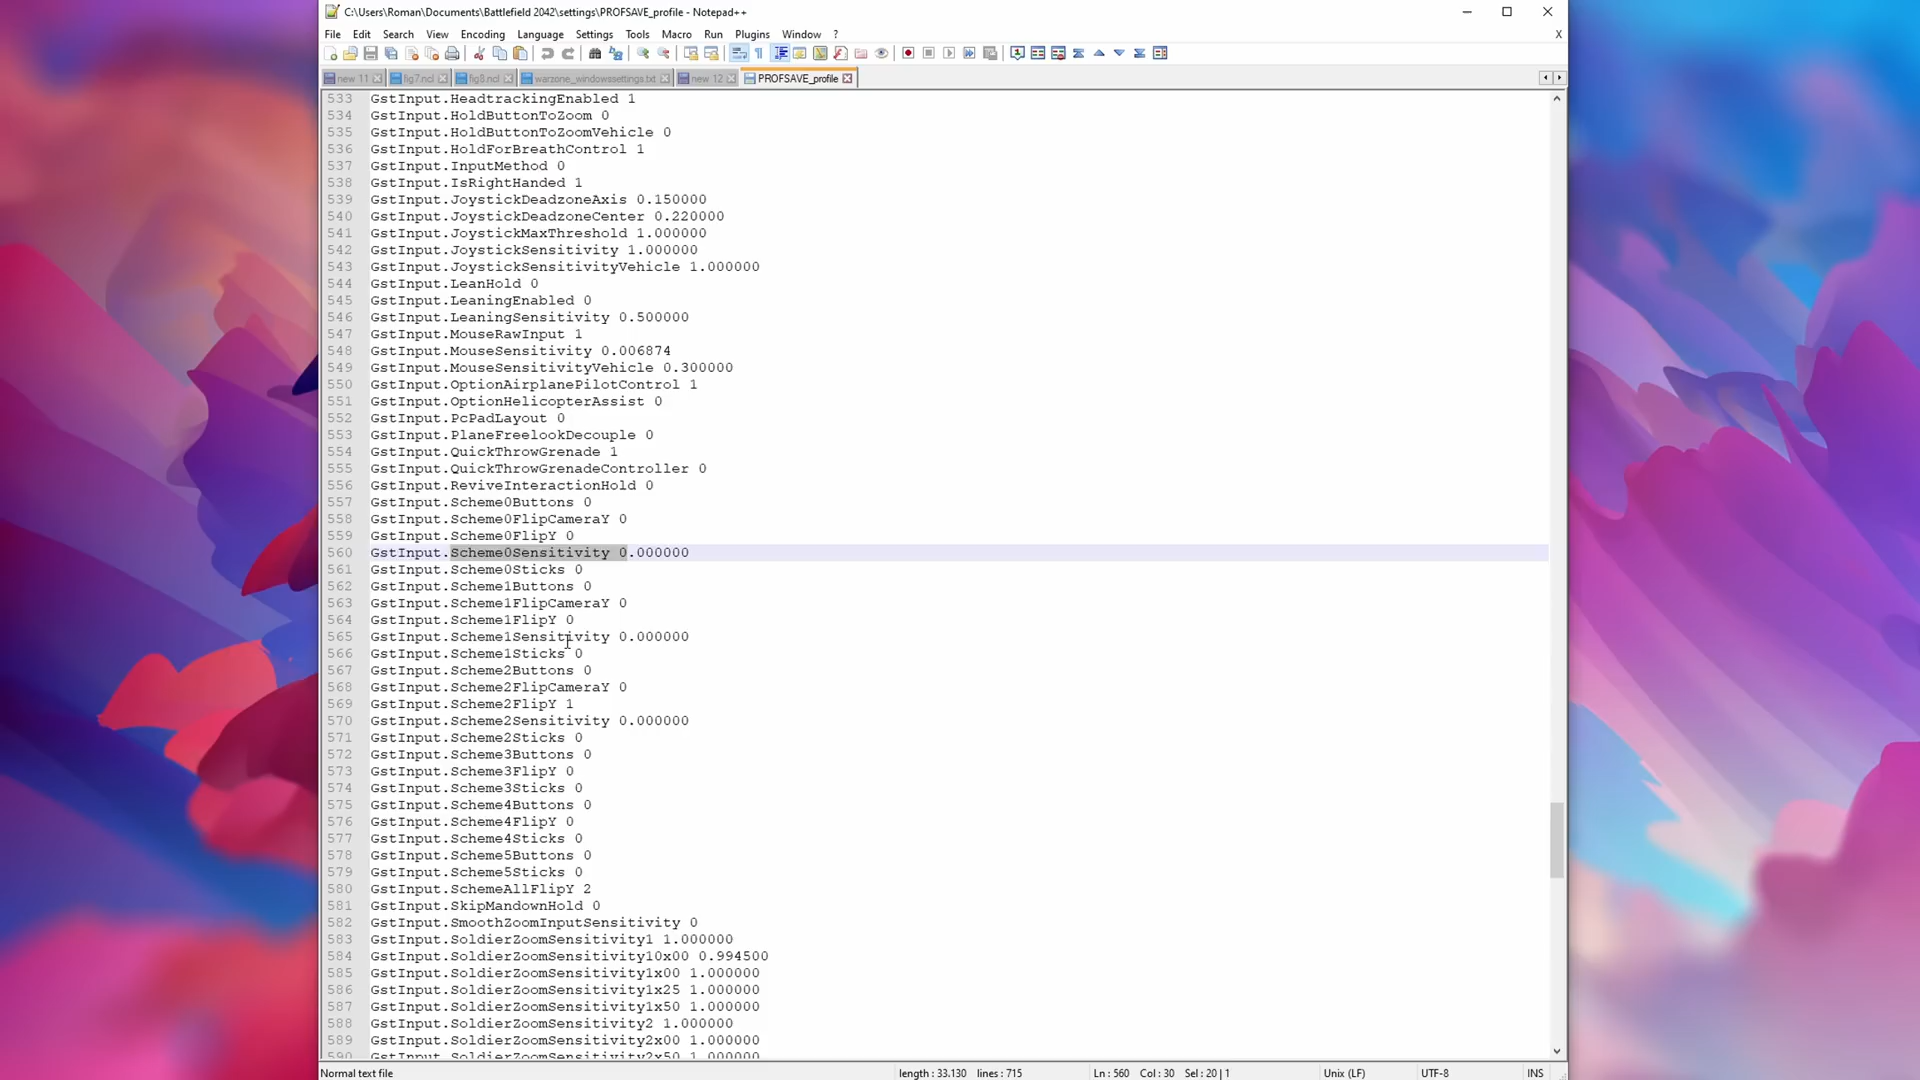 C:\Users\Roman\Documents\Battlefield 2042\settings\PROFSAVE_profile - Notepad++
File Edit Search View Encoding Language Settings Tools Macro Run Plugins Window ? X
new 11 fig7.ncl fig8.ncl warzone_windowssettings.txt new 12 PROFSAVE_profile
533 GstInput.HeadtrackingEnabled 1
534 GstInput.HoldButtonToZoom 0
535 GstInput.HoldButtonToZoomVehicle 0
536 GstInput.HoldForBreathControl 1
537 GstInput.InputMethod 0
538 GstInput.IsRightHanded 1
539 GstInput.JoystickDeadzoneAxis 0.150000
540 GstInput.JoystickDeadzoneCenter 0.220000
541 GstInput.JoystickMaxThreshold 1.000000
542 GstInput.JoystickSensitivity 1.000000
543 GstInput.JoystickSensitivityVehicle 1.000000
544 GstInput.LeanHold 0
545 GstInput.LeaningEnabled 0
546 GstInput.LeaningSensitivity 0.500000
547 GstInput.MouseRawInput 1
548 GstInput.MouseSensitivity 0.006874
549 GstInput.MouseSensitivityVehicle 0.300000
550 GstInput.OptionAirplanePilotControl 1
551 GstInput.OptionHelicopterAssist 0
552 GstInput.PcPadLayout 0
553 GstInput.PlaneFreelookDecouple 0
554 GstInput.QuickThrowGrenade 1
555 GstInput.QuickThrowGrenadeController 0
556 GstInput.ReviveInteractionHold 0
557 GstInput.Scheme0Buttons 0
558 GstInput.Scheme0FlipCameraY 0
559 GstInput.Scheme0FlipY 0
560 GstInput.Scheme0Sensitivity 0.000000
561 GstInput.Scheme0Sticks 0
562 GstInput.Scheme1Buttons 0
563 GstInput.Scheme1FlipCameraY 0
564 GstInput.Scheme1FlipY 0
565 GstInput.Scheme1Sensitivity 0.000000
566 GstInput.Scheme1Sticks 0
567 GstInput.Scheme2Buttons 0
568 GstInput.Scheme2FlipCameraY 0
569 GstInput.Scheme2FlipY 1
570 GstInput.Scheme2Sensitivity 0.000000
571 GstInput.Scheme2Sticks 0
572 GstInput.Scheme3Buttons 0
573 GstInput.Scheme3FlipY 0
574 GstInput.Scheme3Sticks 0
575 GstInput.Scheme4Buttons 0
576 GstInput.Scheme4FlipY 0
577 GstInput.Scheme4Sticks 0
578 GstInput.Scheme5Buttons 0
579 GstInput.Scheme5Sticks 0
580 GstInput.SchemeAllFlipY 2
581 GstInput.SkipMandownHold 0
582 GstInput.SmoothZoomInputSensitivity 0
583 GstInput.SoldierZoomSensitivity1 1.000000
584 GstInput.SoldierZoomSensitivity10x00 0.994500
585 GstInput.SoldierZoomSensitivity1x00 1.000000
586 GstInput.SoldierZoomSensitivity1x25 1.000000
587 GstInput.SoldierZoomSensitivity1x50 1.000000
588 GstInput.SoldierZoomSensitivity2 1.000000
589 GstInput.SoldierZoomSensitivity2x00 1.000000
590 GstInput.SoldierZoomSensitivity2x50 1.000000
Normal text file length : 33.130 lines : 715 Ln : 560 Col : 30 Sel : 20 | 1 Unix (LF) UTF-8 INS